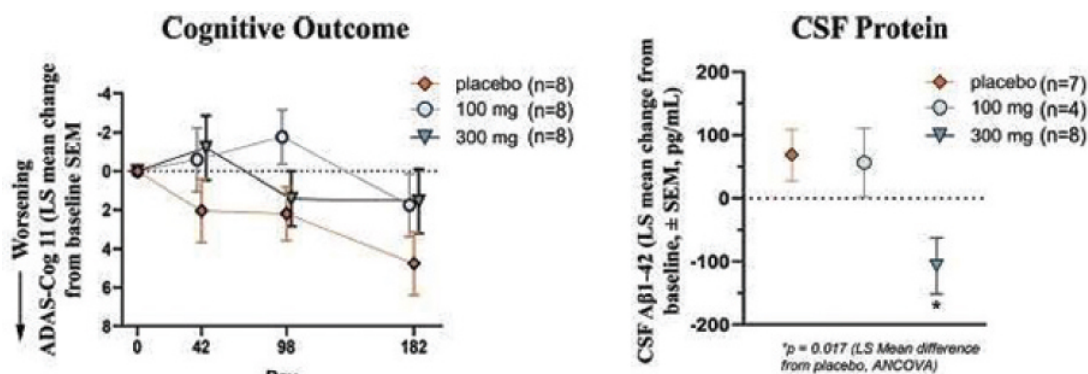 Cognitive Outcome
placebo (n=8)
100 mg (n=8)
300 mg (n=8)
Worsening
ADAS-Cog 11 (LS mean change
from baseline SEM
-4
-2
0
2
4
6
8
0
42
98
182
CSF Protein
placebo (n=7)
100 mg (n=4)
300 mg (n=8)
CSF Aβ1-42 (LS mean change from
baseline, ± SEM, pg/mL)
200
100
0
-100
-200
*
*p = 0.017 (LS Mean difference
from placebo, ANCOVA)